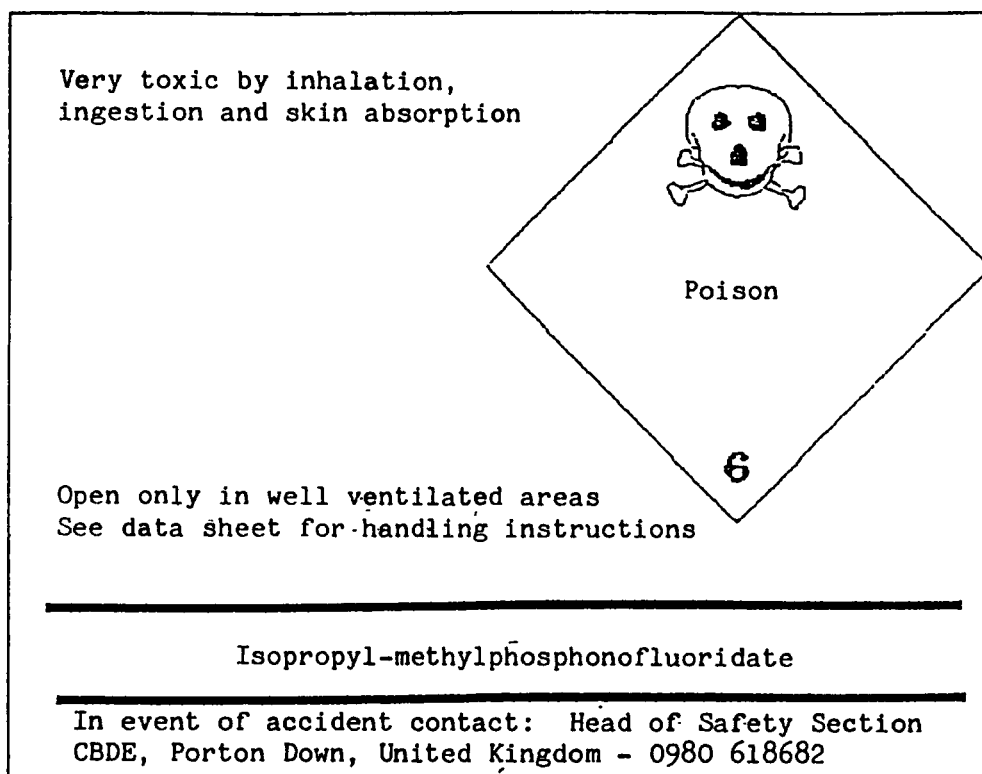 Very toxic by inhalation,
ingestion and skin absorption
Poison
6
Open only in well ventilated areas
See data sheet for handling instructions
Isopropyl-methylphosphonofluoridate
In event of accident contact: Head of Safety Section
CBDE, Porton Down, United Kingdom - 0980 618682